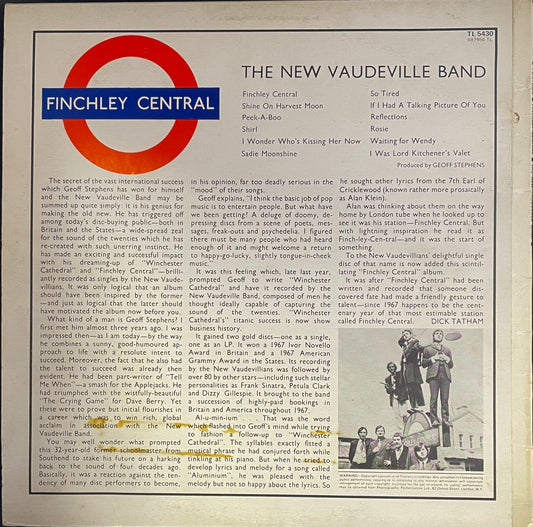 TL 5430
687956 TL
FINCHLEY CENTRAL
THE NEW VAUDEVILLE BAND
Finchley Central
Shine On Harvest Moon
Peek-A-Boo
Shirl
I Wonder Who's Kissing Her Now
Sadie Moonshine
So Tired
If I Had A Talking Picture Of You
Reflections
Rosie
Waiting for Wendy
I Was Lord Kitchener's Valet
Produced by GEOFF STEPHENS
The secret of the vast international success
which Geoff Stephens has won for himself
and the New Vaudeville Band may be
summed up quite simply: it is his genius for
making the old new. He has triggered off
among today's disc-buying public—both in
Britain and the States—a wide-spread zeal
for the sound of the twenties which he has
re-created with such unerring instinct. He
has made an exciting and successful impact
with his dreaming-up of "Winchester
Cathedral" and "Finchley Central"—brilli-
antly recorded as singles by the New Vaude-
villians. It was only logical that an album
should have been inspired by the former
—and just as logical that the latter should
have motivated the album now before you.
What kind of a man is Geoff Stephens? I
first met him almost three years ago. I was
impressed then—as I am today—by the way
he combines a sunny, good-humoured ap-
proach to life with a resolute intent to
succeed. Moreover, the fact that he also had
the talent to succeed was already then
evident. He had been part-writer of "Tell
Me When"—a smash for the Applejacks. He
had triumphed with the wistfully-beautiful
"The Crying Game" for Dave Berry. Yet
these were to prove but initial flourishes in
a career which was to win rich, global
acclaim in association with the New
Vaudeville Band.
You may well wonder what prompted
this 32-year-old former schoolmaster from
Southend to stake his future on a harking
back to the sound of four decades ago.
Basically, it was a reaction against the ten-
dency of many disc performers to become,
in his opinion, far too deadly serious in the
"mood" of their songs.
Geoff explains, "I think the basic job of pop
music is to entertain people. But what have
we been getting? A deluge of doomy, de-
pressing discs from a scene of poets, mes-
sages, freak-outs and psychedelia. I figured
there must be many people who had heard
enough of it and might welcome a return
to happy-go-lucky, slightly tongue-in-cheek
music."
It was this feeling which, late last year,
prompted Geoff to write "Winchester
Cathedral" and have it recorded by the
New Vaudeville Band, composed of men he
thought ideally capable of capturing the
sound of the twenties. "Winchester
Cathedral's" titanic success is now show
business history.
It gained two gold discs—one as a single,
one as an LP. It won a 1967 Ivor Novello
Award in Britain and a 1967 American
Grammy Award in the States. Its recording
by the New Vaudevillians was followed by
over 80 by other stars—including such stellar
personalities as Frank Sinatra, Petula Clark
and Dizzy Gillespie. It brought to the band
a succession of highly-paid bookings in
Britain and America throughout 1967.
Al-u-min-ium . . . That was the word
which flashed into Geoff's mind while trying
to fashion a follow-up to "Winchester
Cathedral". The syllables exactly fitted a
musical phrase he had conjured forth while
tinkling at his piano. But when he tried to
develop lyrics and melody for a song called
"Aluminium", he was pleased with the
melody but not so happy about the lyrics. So
he sought other lyrics from the 7th Earl of
Cricklewood (known rather more prosaically
as Alan Klein).
Alan was thinking about them on the way
home by London tube when he looked up to
see it was his station—Finchley Central. But
with lightning inspiration he read it as
Finch-ley-Cen-tral—and it was the start of
something.
To the New Vaudevillians' delightful single
disc of that name is now added this scintil-
lating "Finchley Central" album.
It was after "Finchley Central" had been
written and recorded that someone dis-
covered fate had made a friendly gesture to
talent—since 1967 happens to be the cent-
enary year of that most estimable station
called Finchley Central. DICK TATHAM